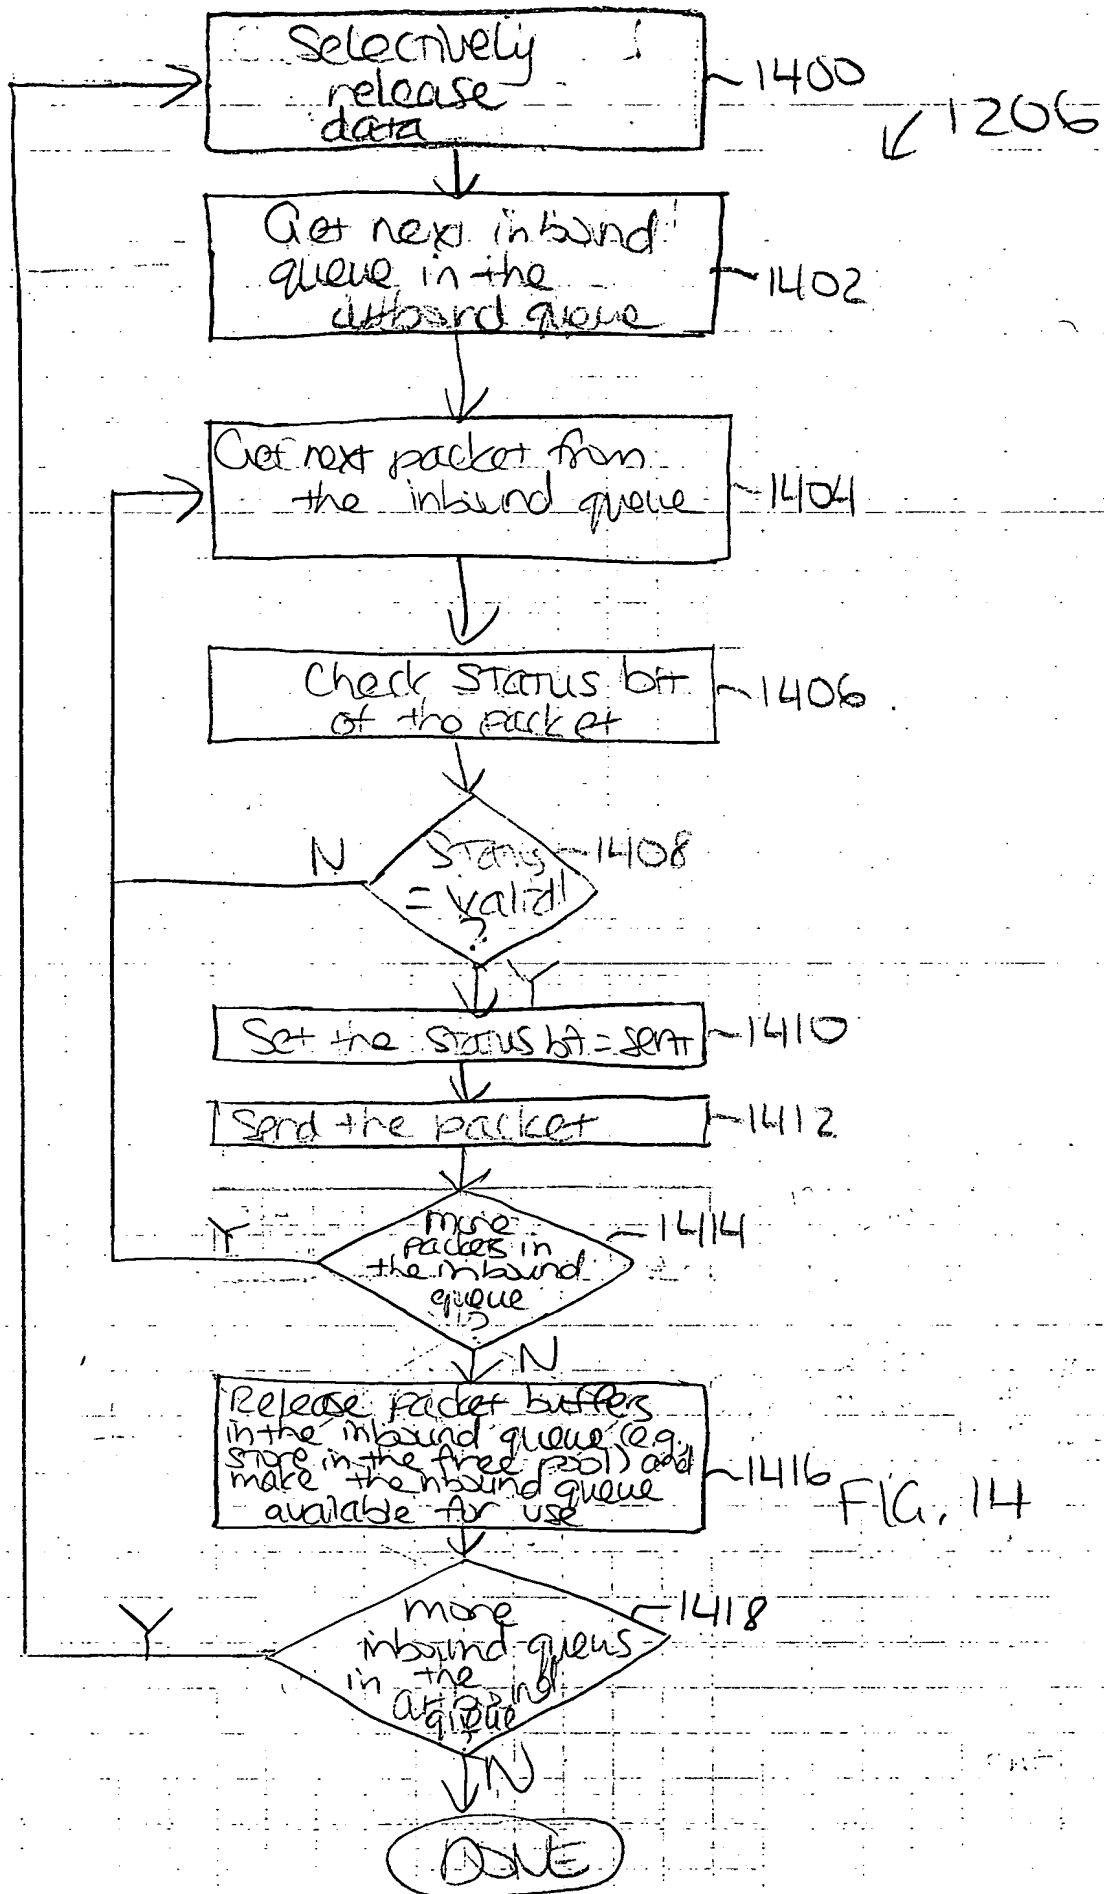 Selectively
release
data
~1400
1206
Get next inbound
queue in the
outbound queue
~1402
Get next packet from
the inbound queue
~1404
Check Status bit
of the packet
~1406
N
Status
= valid
?
~1408
Y
Set the status bit = sent
~1410
Send the packet
~1412
Y
more
packets in
the inbound
queue
?
~1414
N
Release packet buffers
in the inbound queue (e.g.
store in the free pool) and
make the inbound queue
available for use
~1416
FIG. 14
Y
more
inbound queus
in the
outbound
queue
?
~1418
N
DONE